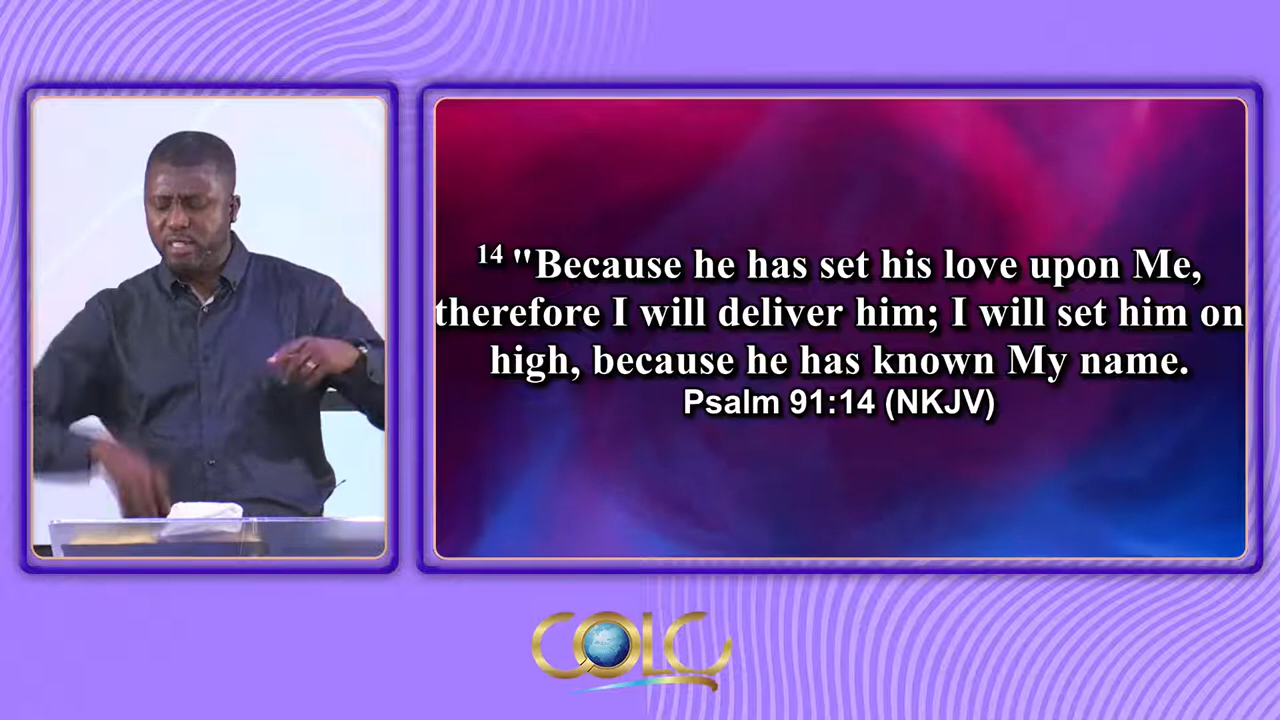 14 "Because he has set his love upon Me,
therefore I will deliver him; I will set him on
high, because he has known My name.
Psalm 91:14 (NKJV)
COLC